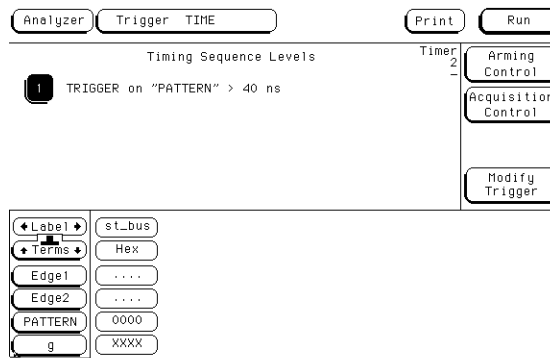 Analyzer Trigger TIME Print Run
Timing Sequence Levels
Timer
2
-
Arming
Control
1 TRIGGER on "PATTERN" > 40 ns
Acquisition
Control
Modify
Trigger
Label st_bus
Terms Hex
Edge1 ....
Edge2 ....
PATTERN 0000
g XXXX